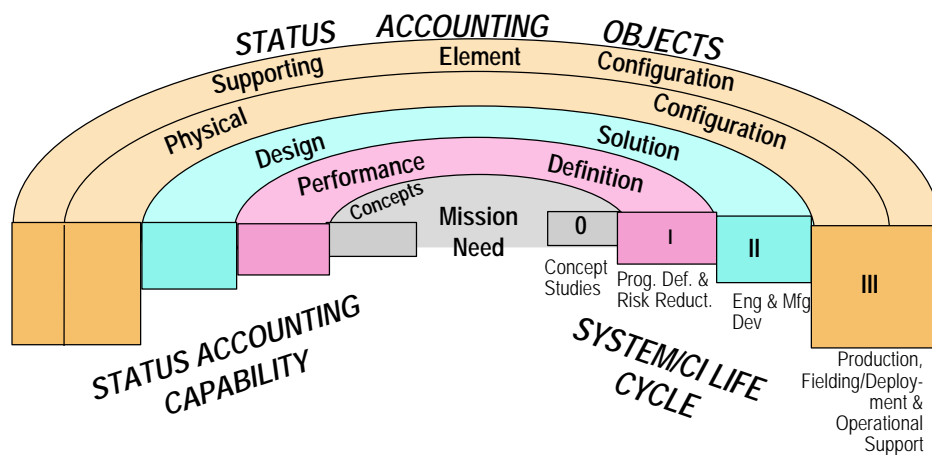 STATUS ACCOUNTING OBJECTS
Supporting Element Configuration
Physical Configuration
Design Solution
Performance Definition
Concepts
Mission
Need
0
I
II
III
Concept
Studies
Prog. Def. &
Risk Reduct.
Eng & Mfg
Dev
Production,
Fielding/Deploy-
ment &
Operational
Support
STATUS ACCOUNTING
CAPABILITY
SYSTEM/CI LIFE
CYCLE